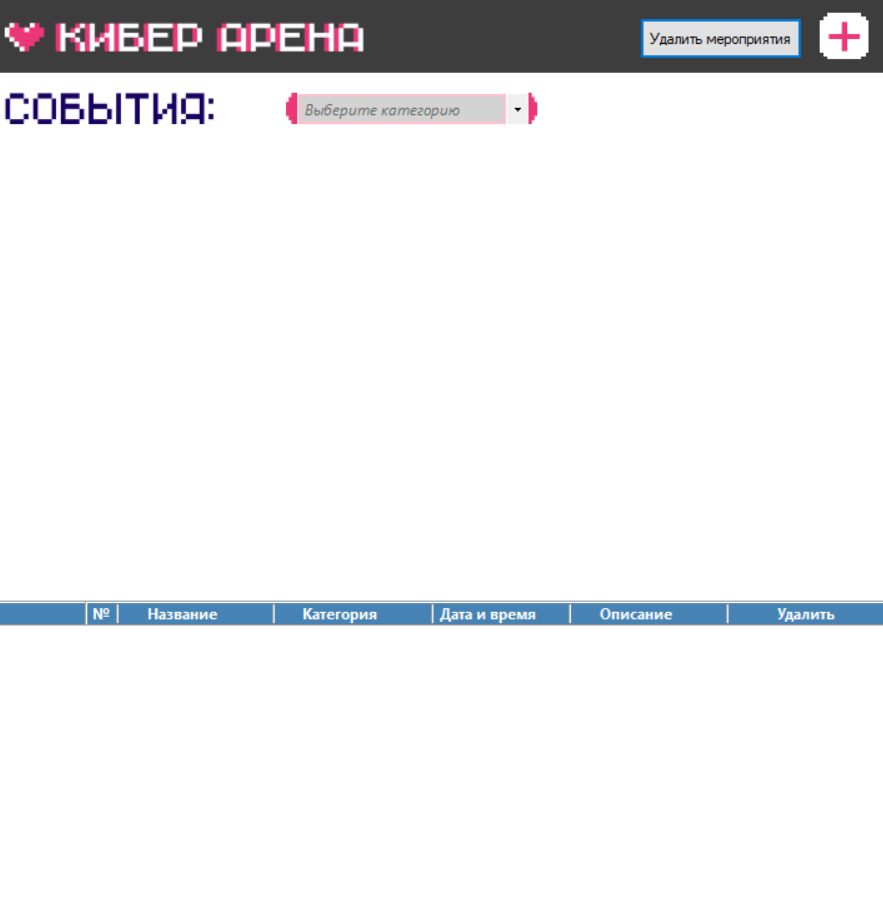 КИБЕР АРЕНА
Удалить мероприятия
СОБЫТИЯ:
Выберите категорию
№ Название Категория Дата и время Описание Удалить